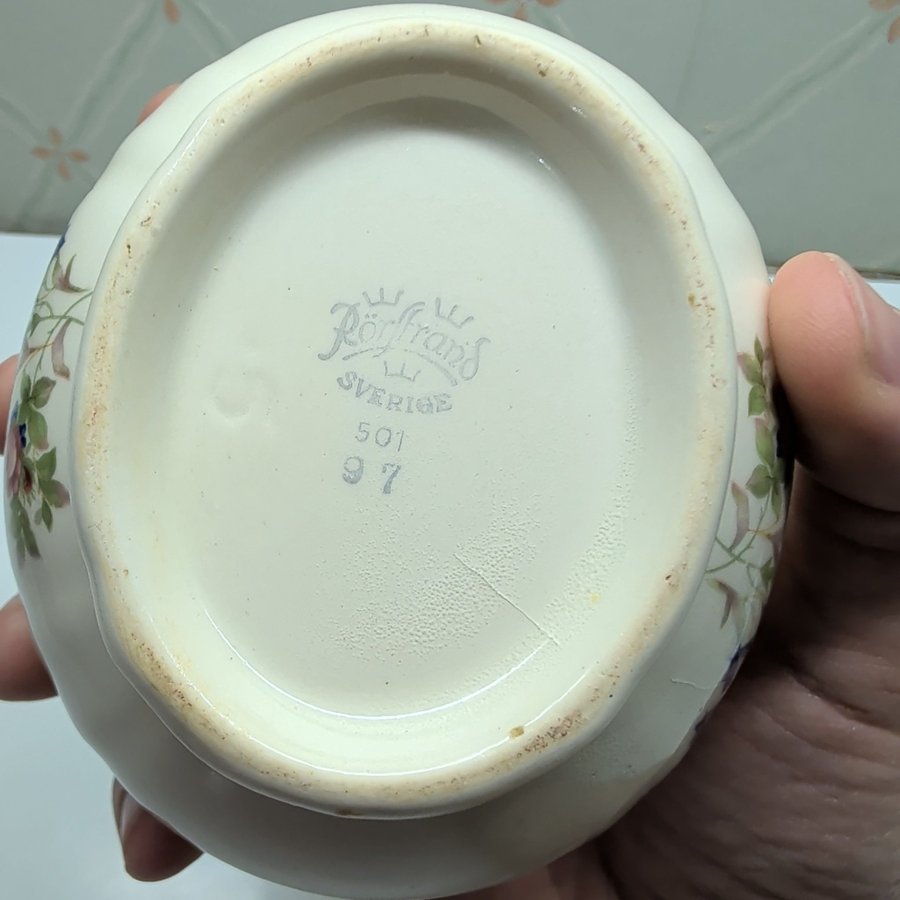 Rörstrand
SVERIGE
501
97